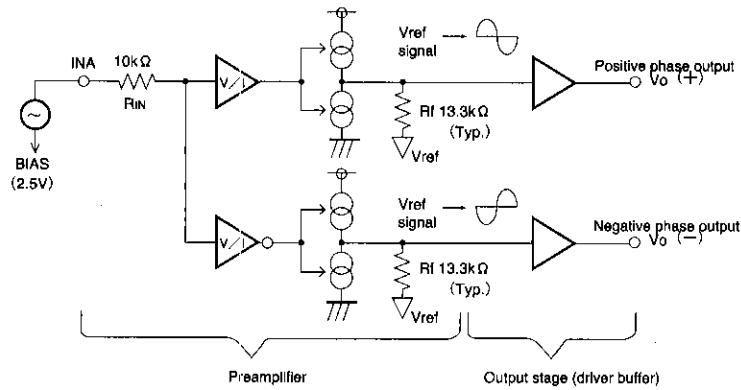 INA
10kΩ
RIN
BIAS
(2.5V)
V/I
Vref
signal
Rf 13.3kΩ
(Typ.)
Vref
Positive phase output
Vo (+)
V/I
Vref
signal
Rf 13.3kΩ
(Typ.)
Vref
Negative phase output
Vo (−)
Preamplifier
Output stage (driver buffer)